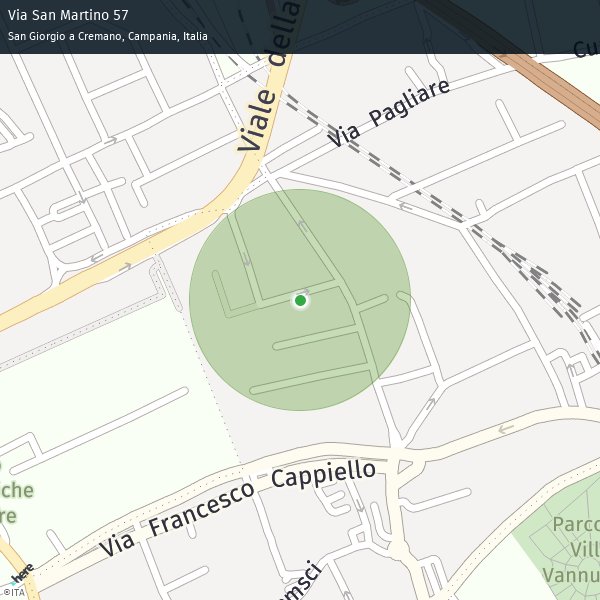 Via San Martino 57
San Giorgio a Cremano, Campania, Italia
Viale della
Via Pagliare
Cu
Via Francesco Cappiello
iche
re
Parco
Vill
Vannu
msci
here
©ITA